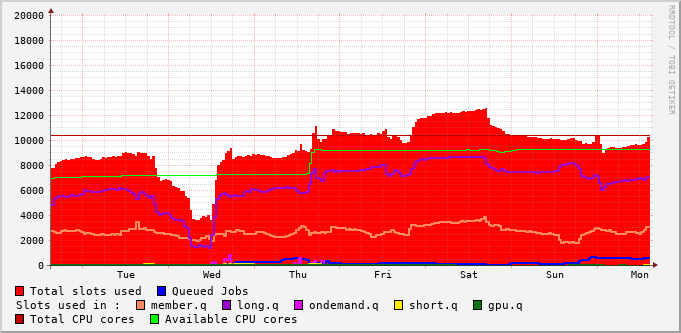 20000
18000
16000
14000
12000
10000
8000
6000
4000
2000
0
Tue Wed Thu Fri Sat Sun Mon
RRDTOOL / TOBI OETIKER
Total slots used Queued Jobs
Slots used in : member.q long.q ondemand.q short.q gpu.q
Total CPU cores Available CPU cores